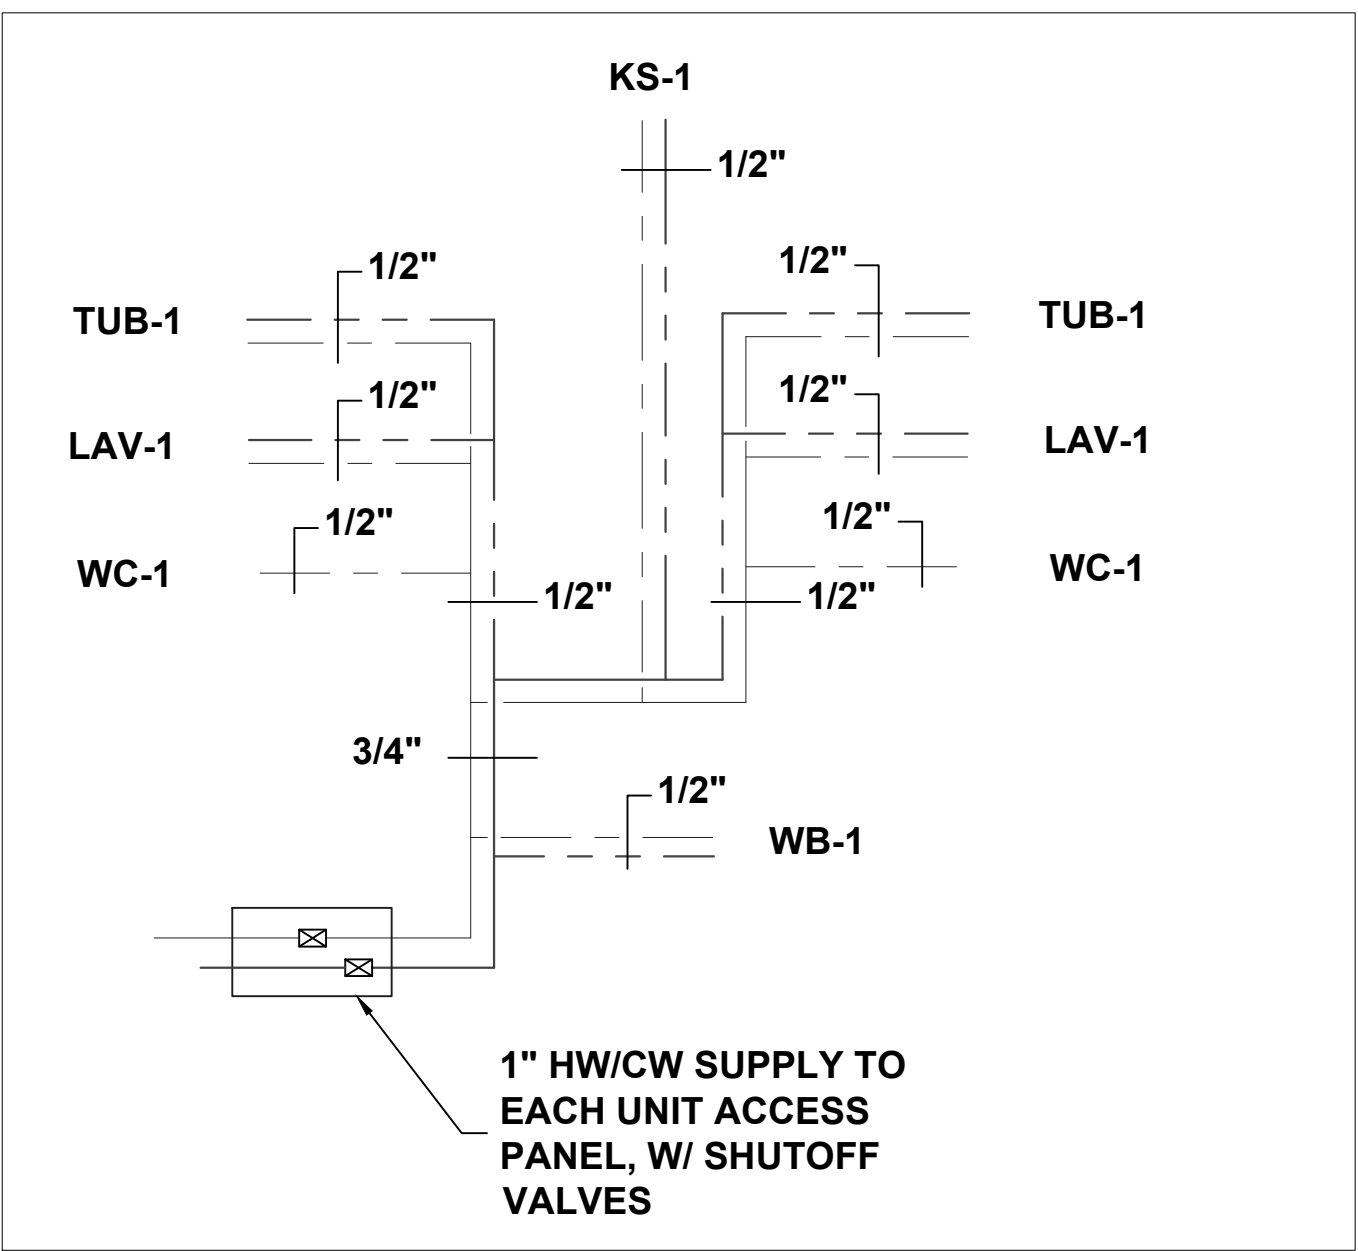 KS-1
1/2"
1/2"
1/2"
TUB-1
TUB-1
1/2"
1/2"
LAV-1
LAV-1
1/2"
1/2"
WC-1
WC-1
1/2"
1/2"
3/4"
1/2"
WB-1
1" HW/CW SUPPLY TO
EACH UNIT ACCESS
PANEL, W/ SHUTOFF
VALVES